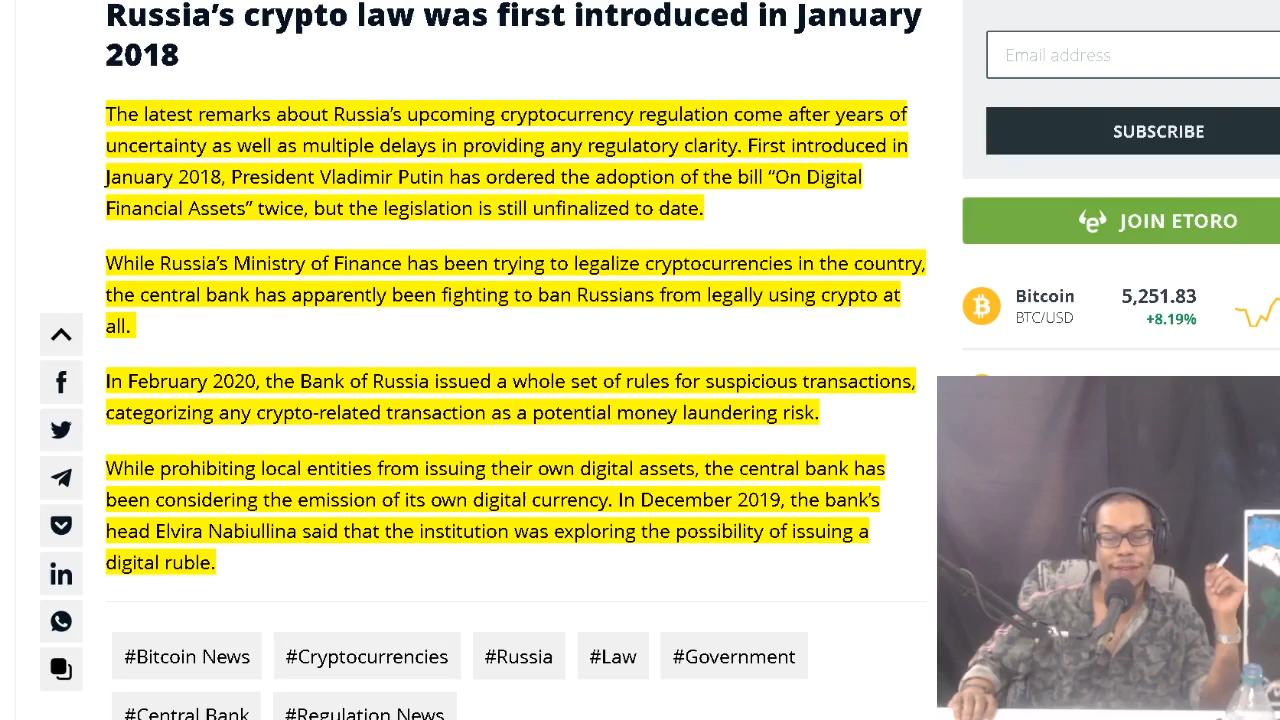 Russia’s crypto law was first introduced in January
2018
The latest remarks about Russia’s upcoming cryptocurrency regulation come after years of
uncertainty as well as multiple delays in providing any regulatory clarity. First introduced in
January 2018, President Vladimir Putin has ordered the adoption of the bill “On Digital
Financial Assets” twice, but the legislation is still unfinalized to date.
While Russia’s Ministry of Finance has been trying to legalize cryptocurrencies in the country,
the central bank has apparently been fighting to ban Russians from legally using crypto at
all.
In February 2020, the Bank of Russia issued a whole set of rules for suspicious transactions,
categorizing any crypto-related transaction as a potential money laundering risk.
While prohibiting local entities from issuing their own digital assets, the central bank has
been considering the emission of its own digital currency. In December 2019, the bank’s
head Elvira Nabiullina said that the institution was exploring the possibility of issuing a
digital ruble.
#Bitcoin News #Cryptocurrencies #Russia #Law #Government
#Central Bank #Regulation News
Email address
SUBSCRIBE
JOIN ETORO
Bitcoin 5,251.83
BTC/USD +8.19%